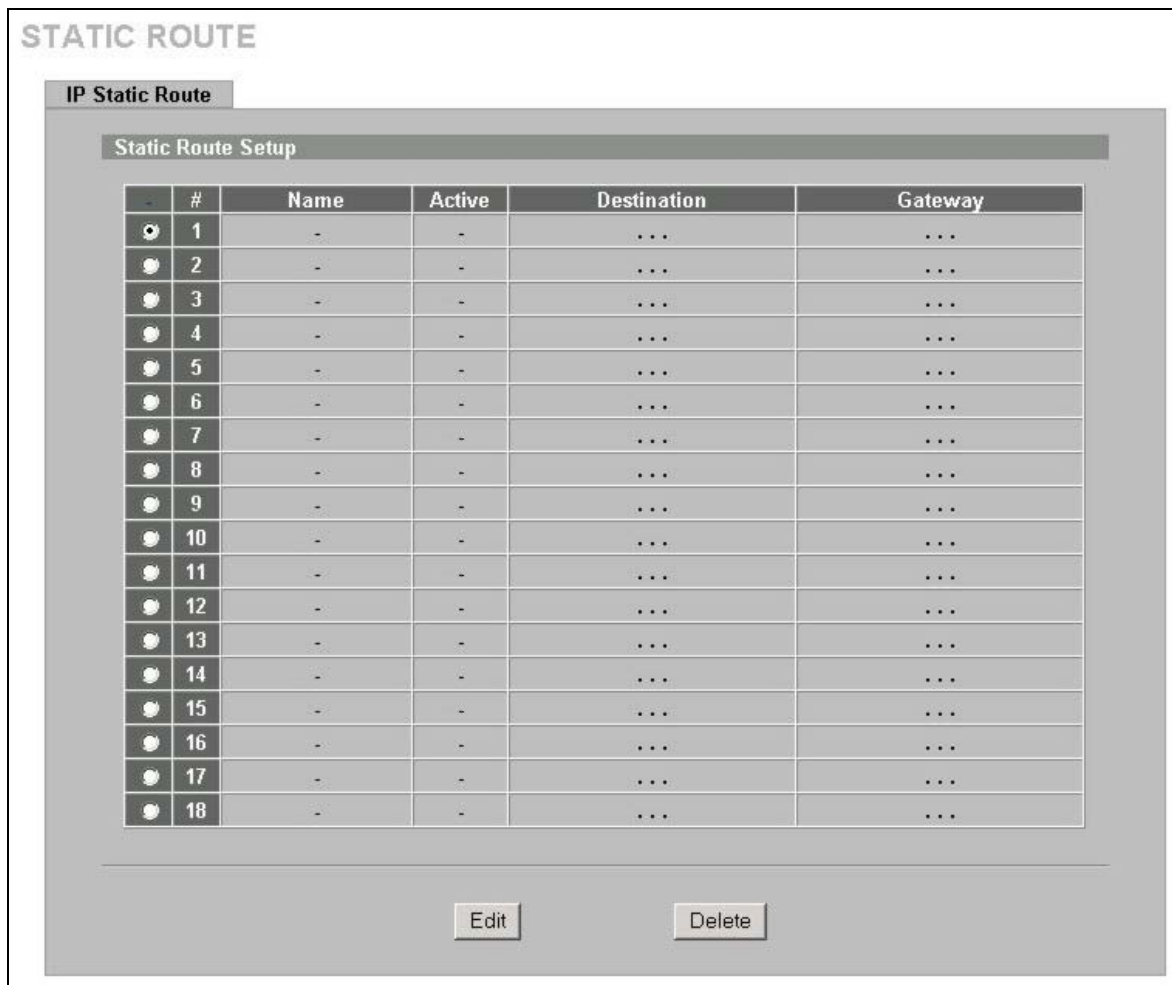 STATIC ROUTE
IP Static Route
Static Route Setup
- # Name Active Destination Gateway
1 - - . . . . . .
2 - - . . . . . .
3 - - . . . . . .
4 - - . . . . . .
5 - - . . . . . .
6 - - . . . . . .
7 - - . . . . . .
8 - - . . . . . .
9 - - . . . . . .
10 - - . . . . . .
11 - - . . . . . .
12 - - . . . . . .
13 - - . . . . . .
14 - - . . . . . .
15 - - . . . . . .
16 - - . . . . . .
17 - - . . . . . .
18 - - . . . . . .
Edit Delete